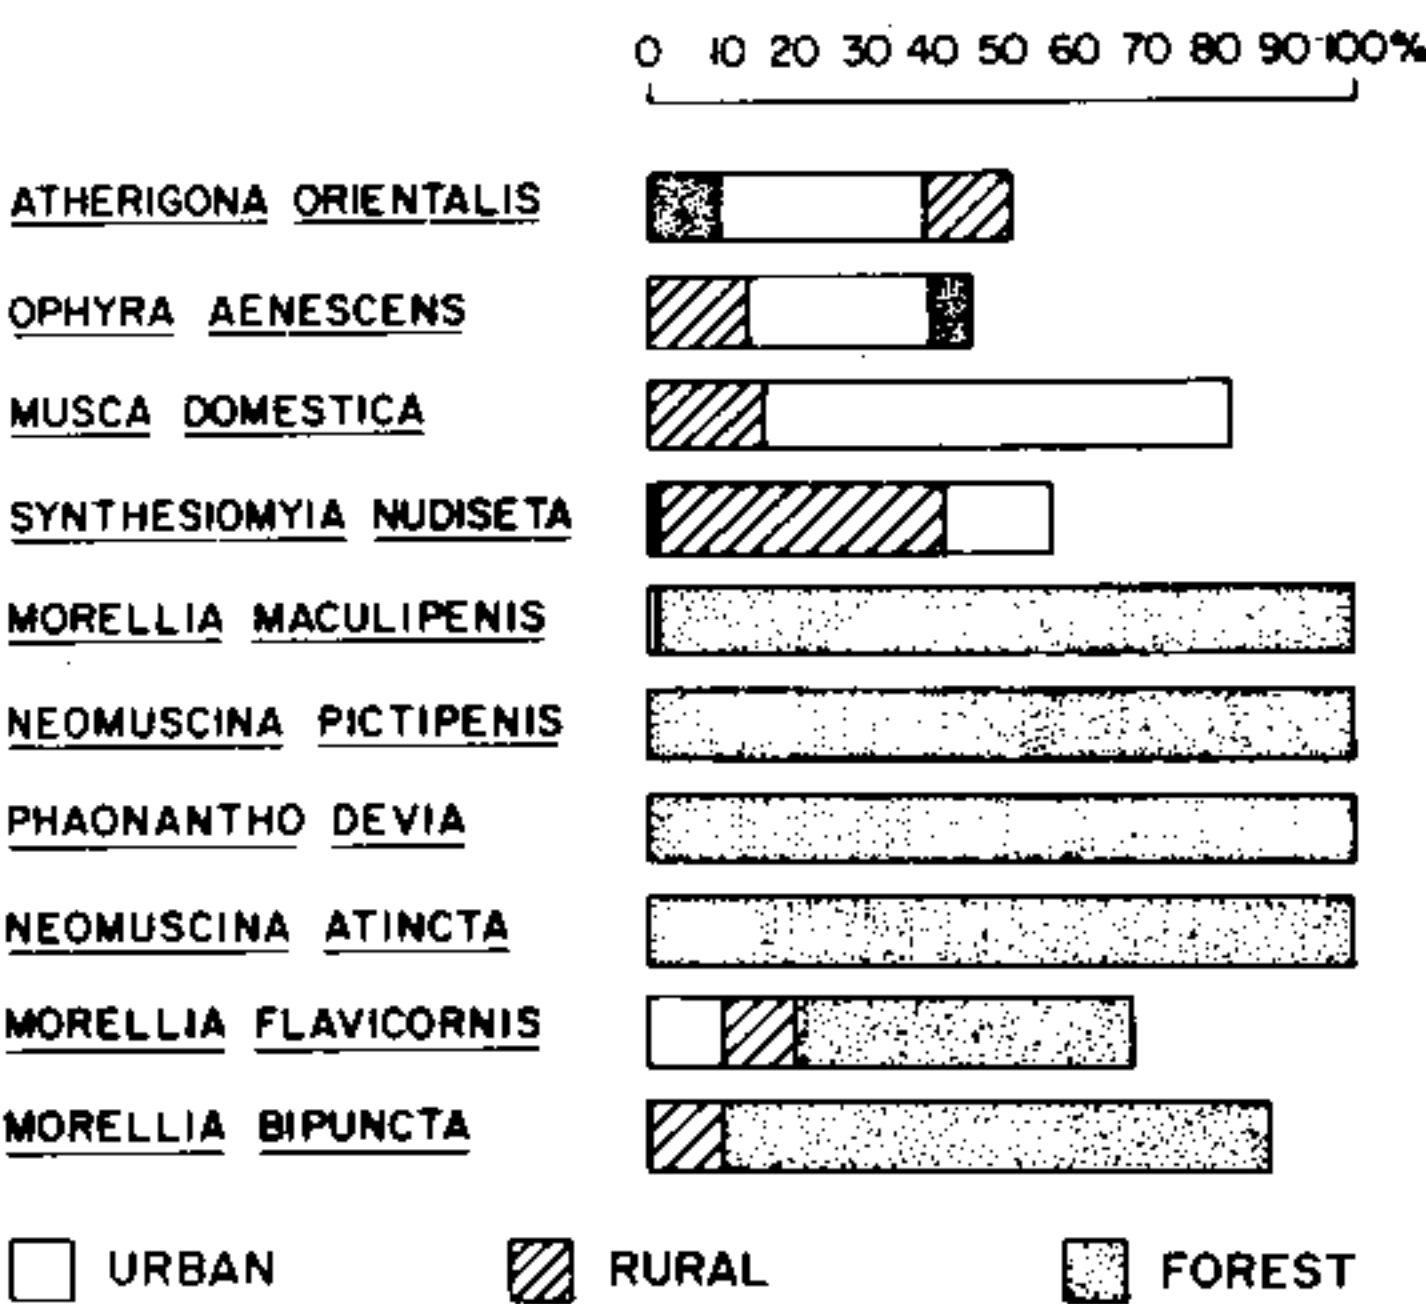 0 10 20 30 40 50 60 70 80 90 100%
ATHERIGONA ORIENTALIS
OPHYRA AENESCENS
MUSCA DOMESTICA
SYNTHESIOMYIA NUDISETA
MORELLIA MACULIPENIS
NEOMUSCINA PICTIPENIS
PHAONANTHO DEVIA
NEOMUSCINA ATINCTA
MORELLIA FLAVICORNIS
MORELLIA BIPUNCTA
URBAN RURAL FOREST